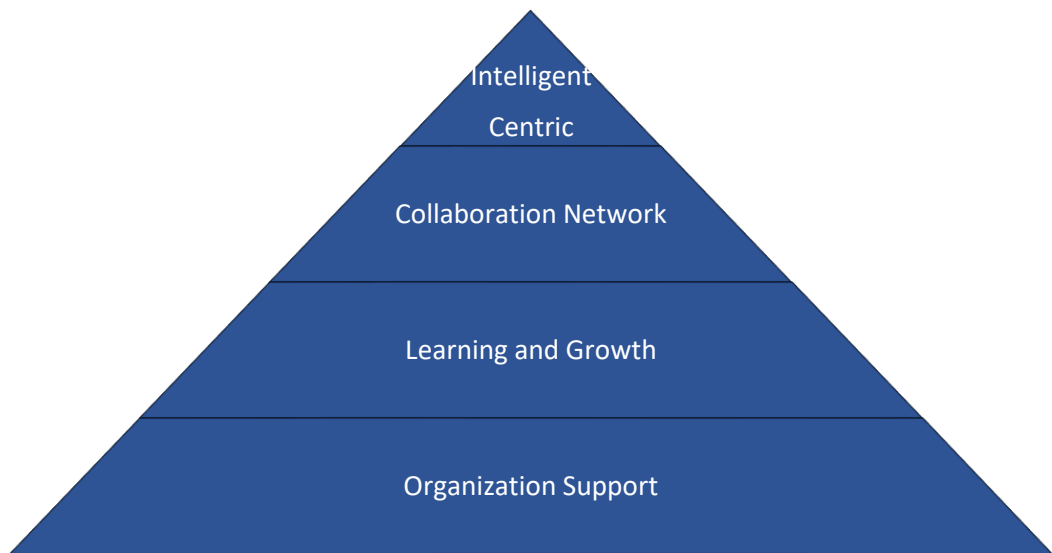 Intelligent
Centric
Collaboration Network
Learning and Growth
Organization Support